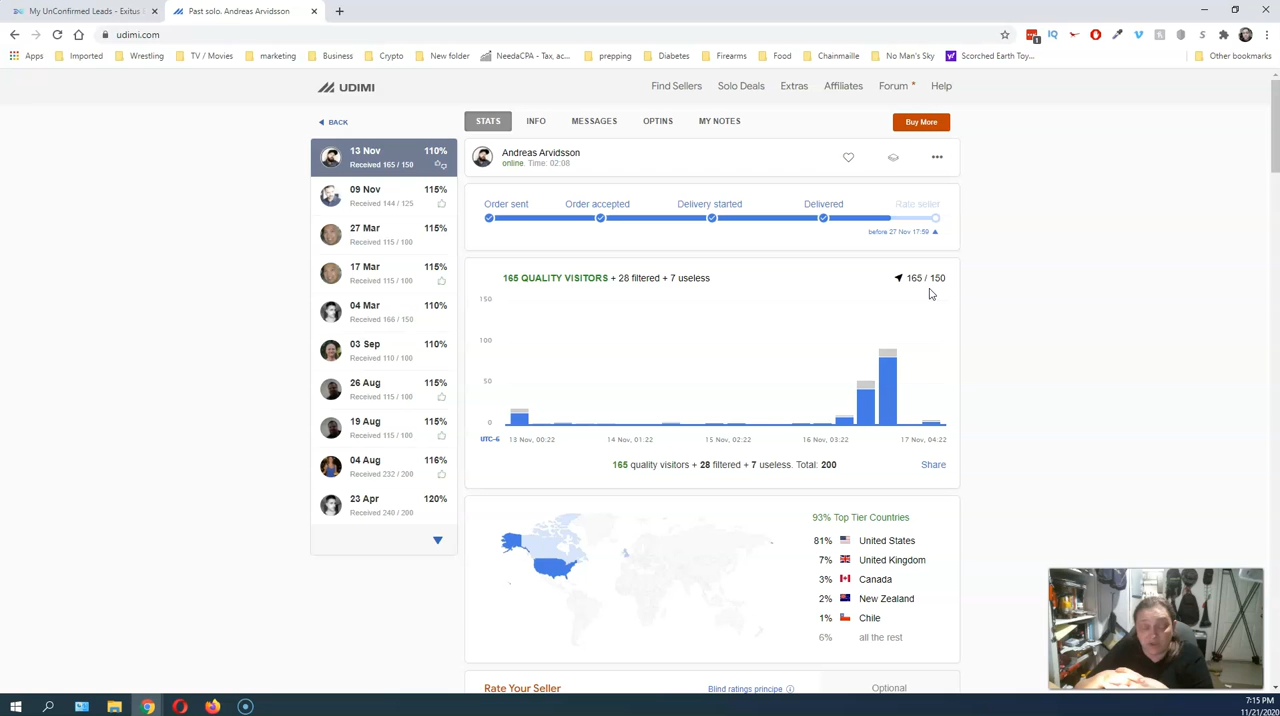 My UnConfirmed Leads - Exitus E
Past solo. Andreas Arvidsson
udimi.com
Apps
Imported
Wrestling
TV / Movies
marketing
Business
Crypto
New folder
NeedaCPA - Tax, ac...
prepping
Diabetes
Firearms
Food
Chainmaille
No Man's Sky
Scorched Earth Toy...
Other bookmarks
UDIMI
Find Sellers
Solo Deals
Extras
Affiliates
Forum
Help
BACK
STATS
INFO
MESSAGES
OPTINS
MY NOTES
Buy More
13 Nov 110%
Received 165 / 150
09 Nov 115%
Received 144 / 125
27 Mar 115%
Received 115 / 100
17 Mar 115%
Received 115 / 100
04 Mar 110%
Received 166 / 150
03 Sep 110%
Received 110 / 100
26 Aug 115%
Received 115 / 100
19 Aug 115%
Received 115 / 100
04 Aug 116%
Received 232 / 200
23 Apr 120%
Received 240 / 200
Andreas Arvidsson
online. Time: 02:08
Order sent
Order accepted
Delivery started
Delivered
Rate seller
before 27 Nov 17:59
165 QUALITY VISITORS + 28 filtered + 7 useless
165 / 150
150
100
50
0
UTC-6
13 Nov, 00:22
14 Nov, 01:22
15 Nov, 02:22
16 Nov, 03:22
17 Nov, 04:22
165 quality visitors + 28 filtered + 7 useless. Total: 200
Share
93% Top Tier Countries
81% United States
7% United Kingdom
3% Canada
2% New Zealand
1% Chile
6% all the rest
Rate Your Seller
Blind ratings principe
Optional
7:15 PM
11/21/2020